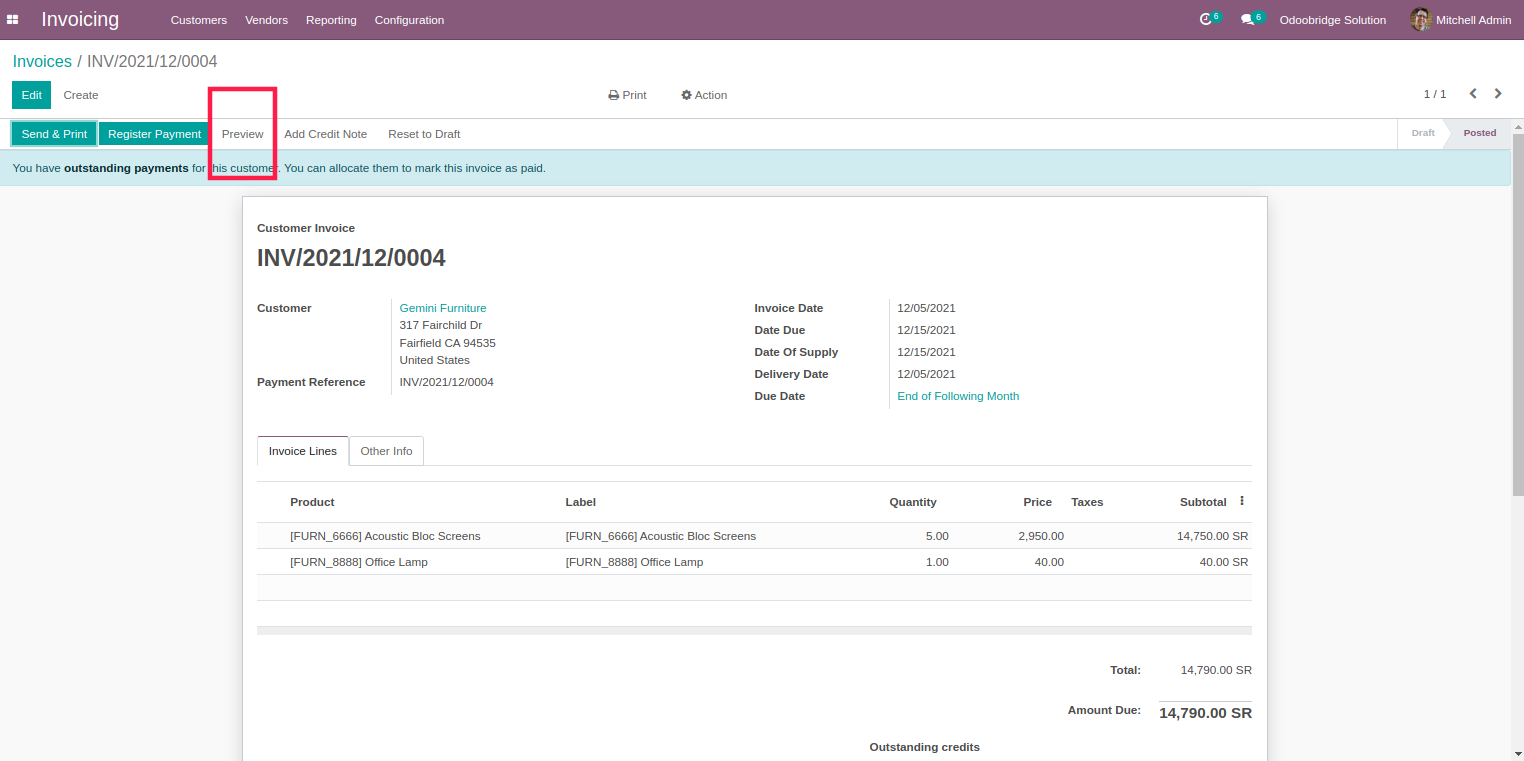 Invoicing Customers Vendors Reporting Configuration 6 6 Odoobridge Solution Mitchell Admin
Invoices / INV/2021/12/0004
Edit Create Print Action 1 / 1
Send & Print Register Payment Preview Add Credit Note Reset to Draft Draft Posted
You have outstanding payments for this customer. You can allocate them to mark this invoice as paid.
Customer Invoice
INV/2021/12/0004
Customer Gemini Furniture Invoice Date 12/05/2021
317 Fairchild Dr Date Due 12/15/2021
Fairfield CA 94535 Date Of Supply 12/15/2021
United States Delivery Date 12/05/2021
Payment Reference INV/2021/12/0004 Due Date End of Following Month
Invoice Lines Other Info
Product Label Quantity Price Taxes Subtotal
[FURN_6666] Acoustic Bloc Screens [FURN_6666] Acoustic Bloc Screens 5.00 2,950.00 14,750.00 SR
[FURN_8888] Office Lamp [FURN_8888] Office Lamp 1.00 40.00 40.00 SR
Total: 14,790.00 SR
Amount Due: 14,790.00 SR
Outstanding credits